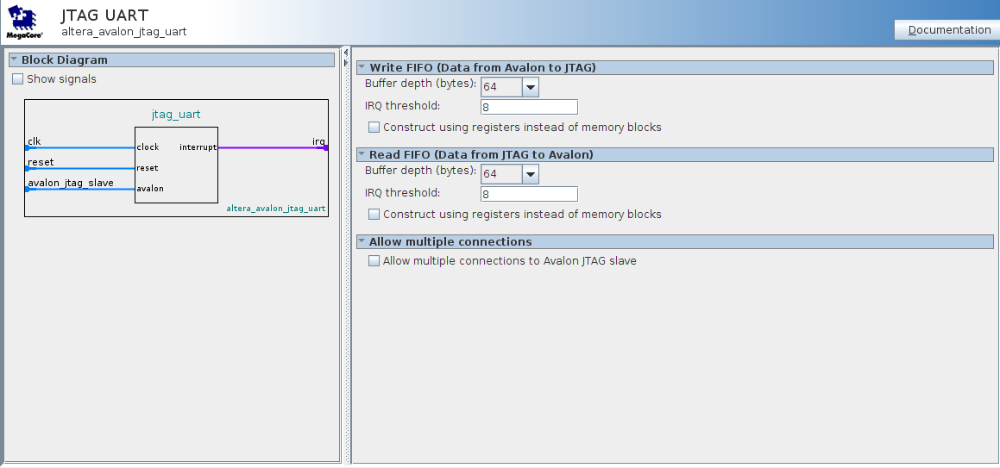 JTAG UART
altera_avalon_jtag_uart
MegaCore®
Documentation
Block Diagram
Show signals
jtag_uart
clk
clock
interrupt
irq
reset
reset
avalon_jtag_slave
avalon
altera_avalon_jtag_uart
Write FIFO (Data from Avalon to JTAG)
Buffer depth (bytes): 64
IRQ threshold: 8
Construct using registers instead of memory blocks
Read FIFO (Data from JTAG to Avalon)
Buffer depth (bytes): 64
IRQ threshold: 8
Construct using registers instead of memory blocks
Allow multiple connections
Allow multiple connections to Avalon JTAG slave